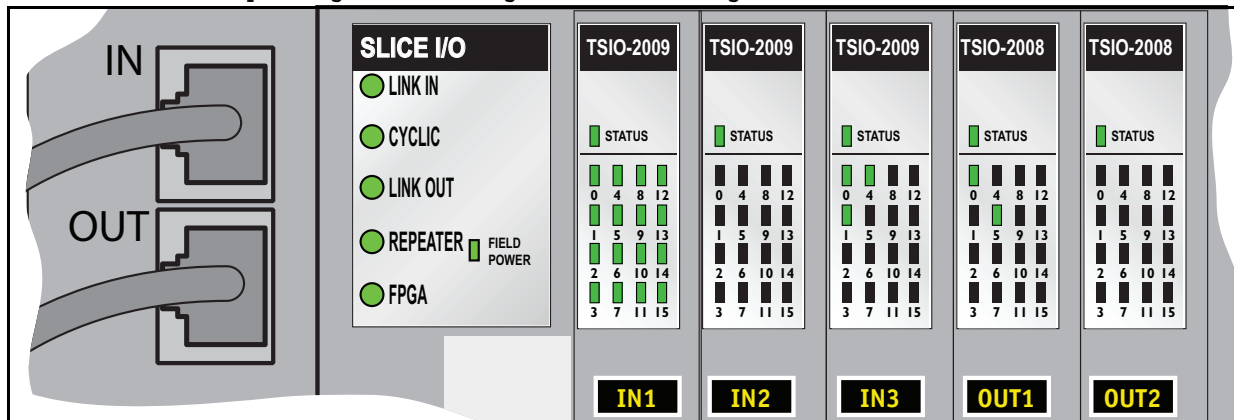 IN
OUT
SLICE I/O
LINK IN
CYCLIC
LINK OUT
REPEATER
FIELD
POWER
FPGA
TSIO-2009
STATUS
0 4 8 12
1 5 9 13
2 6 10 14
3 7 11 15
IN1
TSIO-2009
STATUS
0 4 8 12
1 5 9 13
2 6 10 14
3 7 11 15
IN2
TSIO-2009
STATUS
0 4 8 12
1 5 9 13
2 6 10 14
3 7 11 15
IN3
TSIO-2008
STATUS
0 4 8 12
1 5 9 13
2 6 10 14
3 7 11 15
OUT1
TSIO-2008
STATUS
0 4 8 12
1 5 9 13
2 6 10 14
3 7 11 15
OUT2